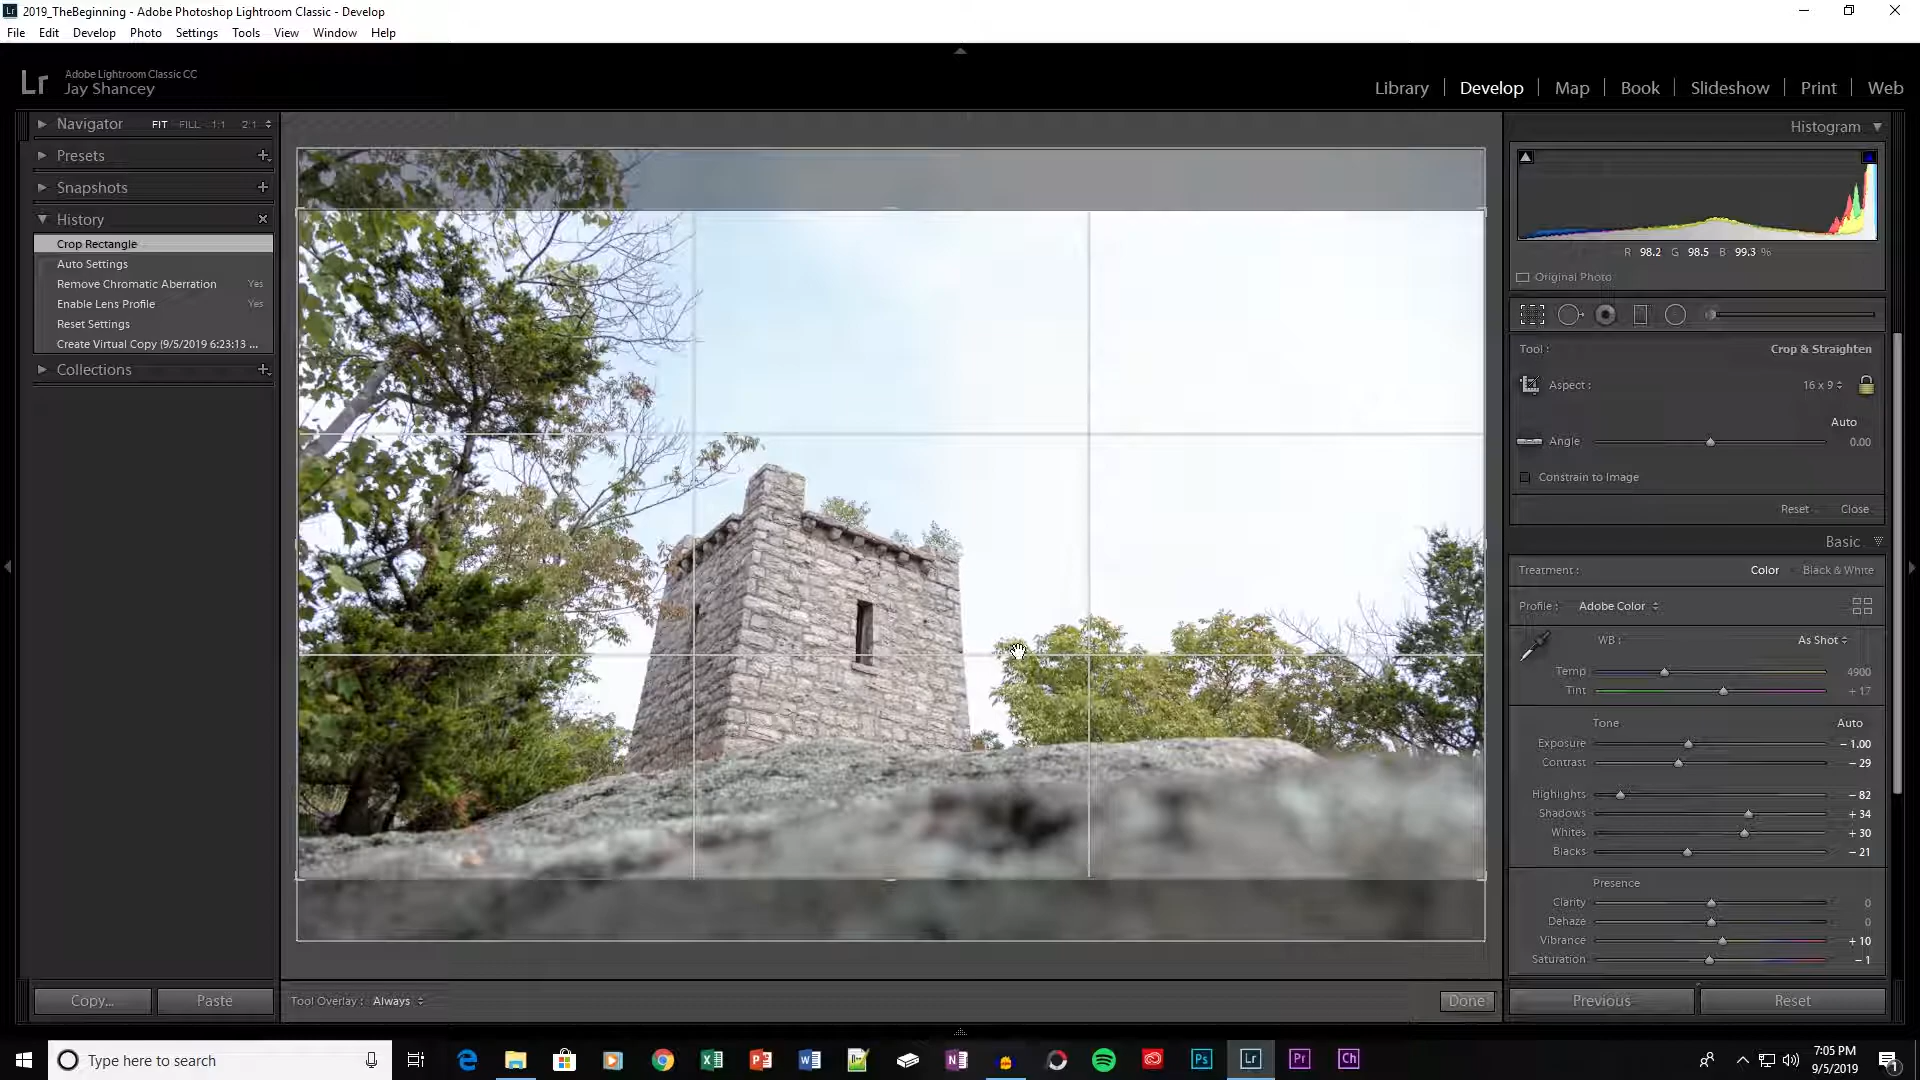 2019_TheBeginning - Adobe Photoshop Lightroom Classic - Develop
File Edit Develop Photo Settings Tools View Window Help
Lr Adobe Lightroom Classic CC
Jay Shancey
Library Develop Map Book Slideshow Print Web
Navigator FIT FILL 1:1 2:1
Presets
Snapshots
History
Crop Rectangle
Auto Settings
Remove Chromatic Aberration Yes
Enable Lens Profile Yes
Reset Settings
Create Virtual Copy (9/5/2019 6:23:13 ...
Collections
Copy... Paste
Tool Overlay : Always
Done
Histogram
R 98.2 G 98.5 B 99.3 %
Original Photo
Tool : Crop & Straighten
Aspect : 16 x 9
Auto
Angle 0.00
Constrain to Image
Reset Close
Basic
Treatment : Color Black & White
Profile : Adobe Color
WB : As Shot
Temp 4900
Tint + 17
Tone Auto
Exposure - 1.00
Contrast - 29
Highlights - 82
Shadows + 34
Whites + 30
Blacks - 21
Presence
Clarity 0
Dehaze 0
Vibrance + 10
Saturation - 1
Previous Reset
Type here to search
Ps Lr Pr Ch
7:05 PM
9/5/2019
1